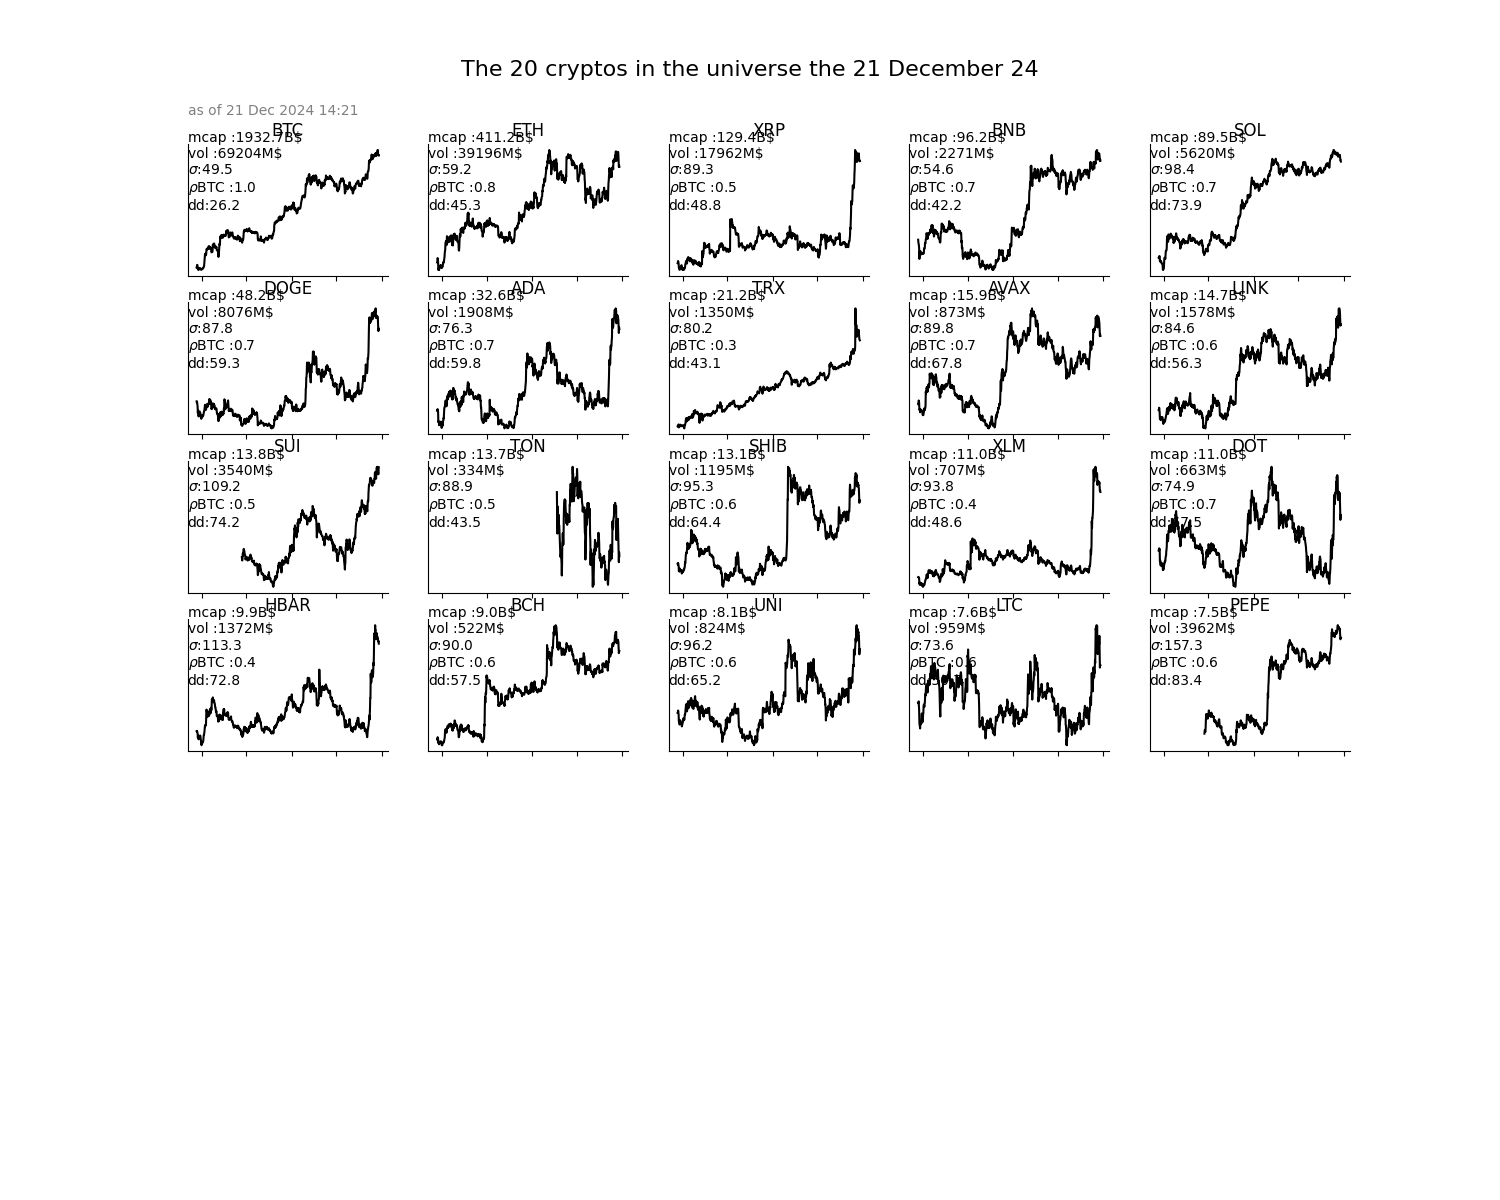 The 20 cryptos in the universe the 21 December 24
as of 21 Dec 2024 14:21
BTC
mcap :1932.7B$
vol :69204M$
σ:49.5
ρBTC :1.0
dd:26.2
ETH
mcap :411.2B$
vol :39196M$
σ:59.2
ρBTC :0.8
dd:45.3
XRP
mcap :129.4B$
vol :17962M$
σ:89.3
ρBTC :0.5
dd:48.8
BNB
mcap :96.2B$
vol :2271M$
σ:54.6
ρBTC :0.7
dd:42.2
SOL
mcap :89.5B$
vol :5620M$
σ:98.4
ρBTC :0.7
dd:73.9
DOGE
mcap :48.2B$
vol :8076M$
σ:87.8
ρBTC :0.7
dd:59.3
ADA
mcap :32.6B$
vol :1908M$
σ:76.3
ρBTC :0.7
dd:59.8
TRX
mcap :21.2B$
vol :1350M$
σ:80.2
ρBTC :0.3
dd:43.1
AVAX
mcap :15.9B$
vol :873M$
σ:89.8
ρBTC :0.7
dd:67.8
LINK
mcap :14.7B$
vol :1578M$
σ:84.6
ρBTC :0.6
dd:56.3
SUI
mcap :13.8B$
vol :3540M$
σ:109.2
ρBTC :0.5
dd:74.2
TON
mcap :13.7B$
vol :334M$
σ:88.9
ρBTC :0.5
dd:43.5
SHIB
mcap :13.1B$
vol :1195M$
σ:95.3
ρBTC :0.6
dd:64.4
XLM
mcap :11.0B$
vol :707M$
σ:93.8
ρBTC :0.4
dd:48.6
DOT
mcap :11.0B$
vol :663M$
σ:74.9
ρBTC :0.7
HBAR
mcap :9.9B$
vol :1372M$
σ:113.3
ρBTC :0.4
dd:72.8
BCH
mcap :9.0B$
vol :522M$
σ:90.0
ρBTC :0.6
dd:57.5
UNI
mcap :8.1B$
vol :824M$
σ:96.2
ρBTC :0.6
dd:65.2
LTC
mcap :7.6B$
vol :959M$
σ:73.6
ρBTC :0.6
PEPE
mcap :7.5B$
vol :3962M$
σ:157.3
ρBTC :0.6
dd:83.4